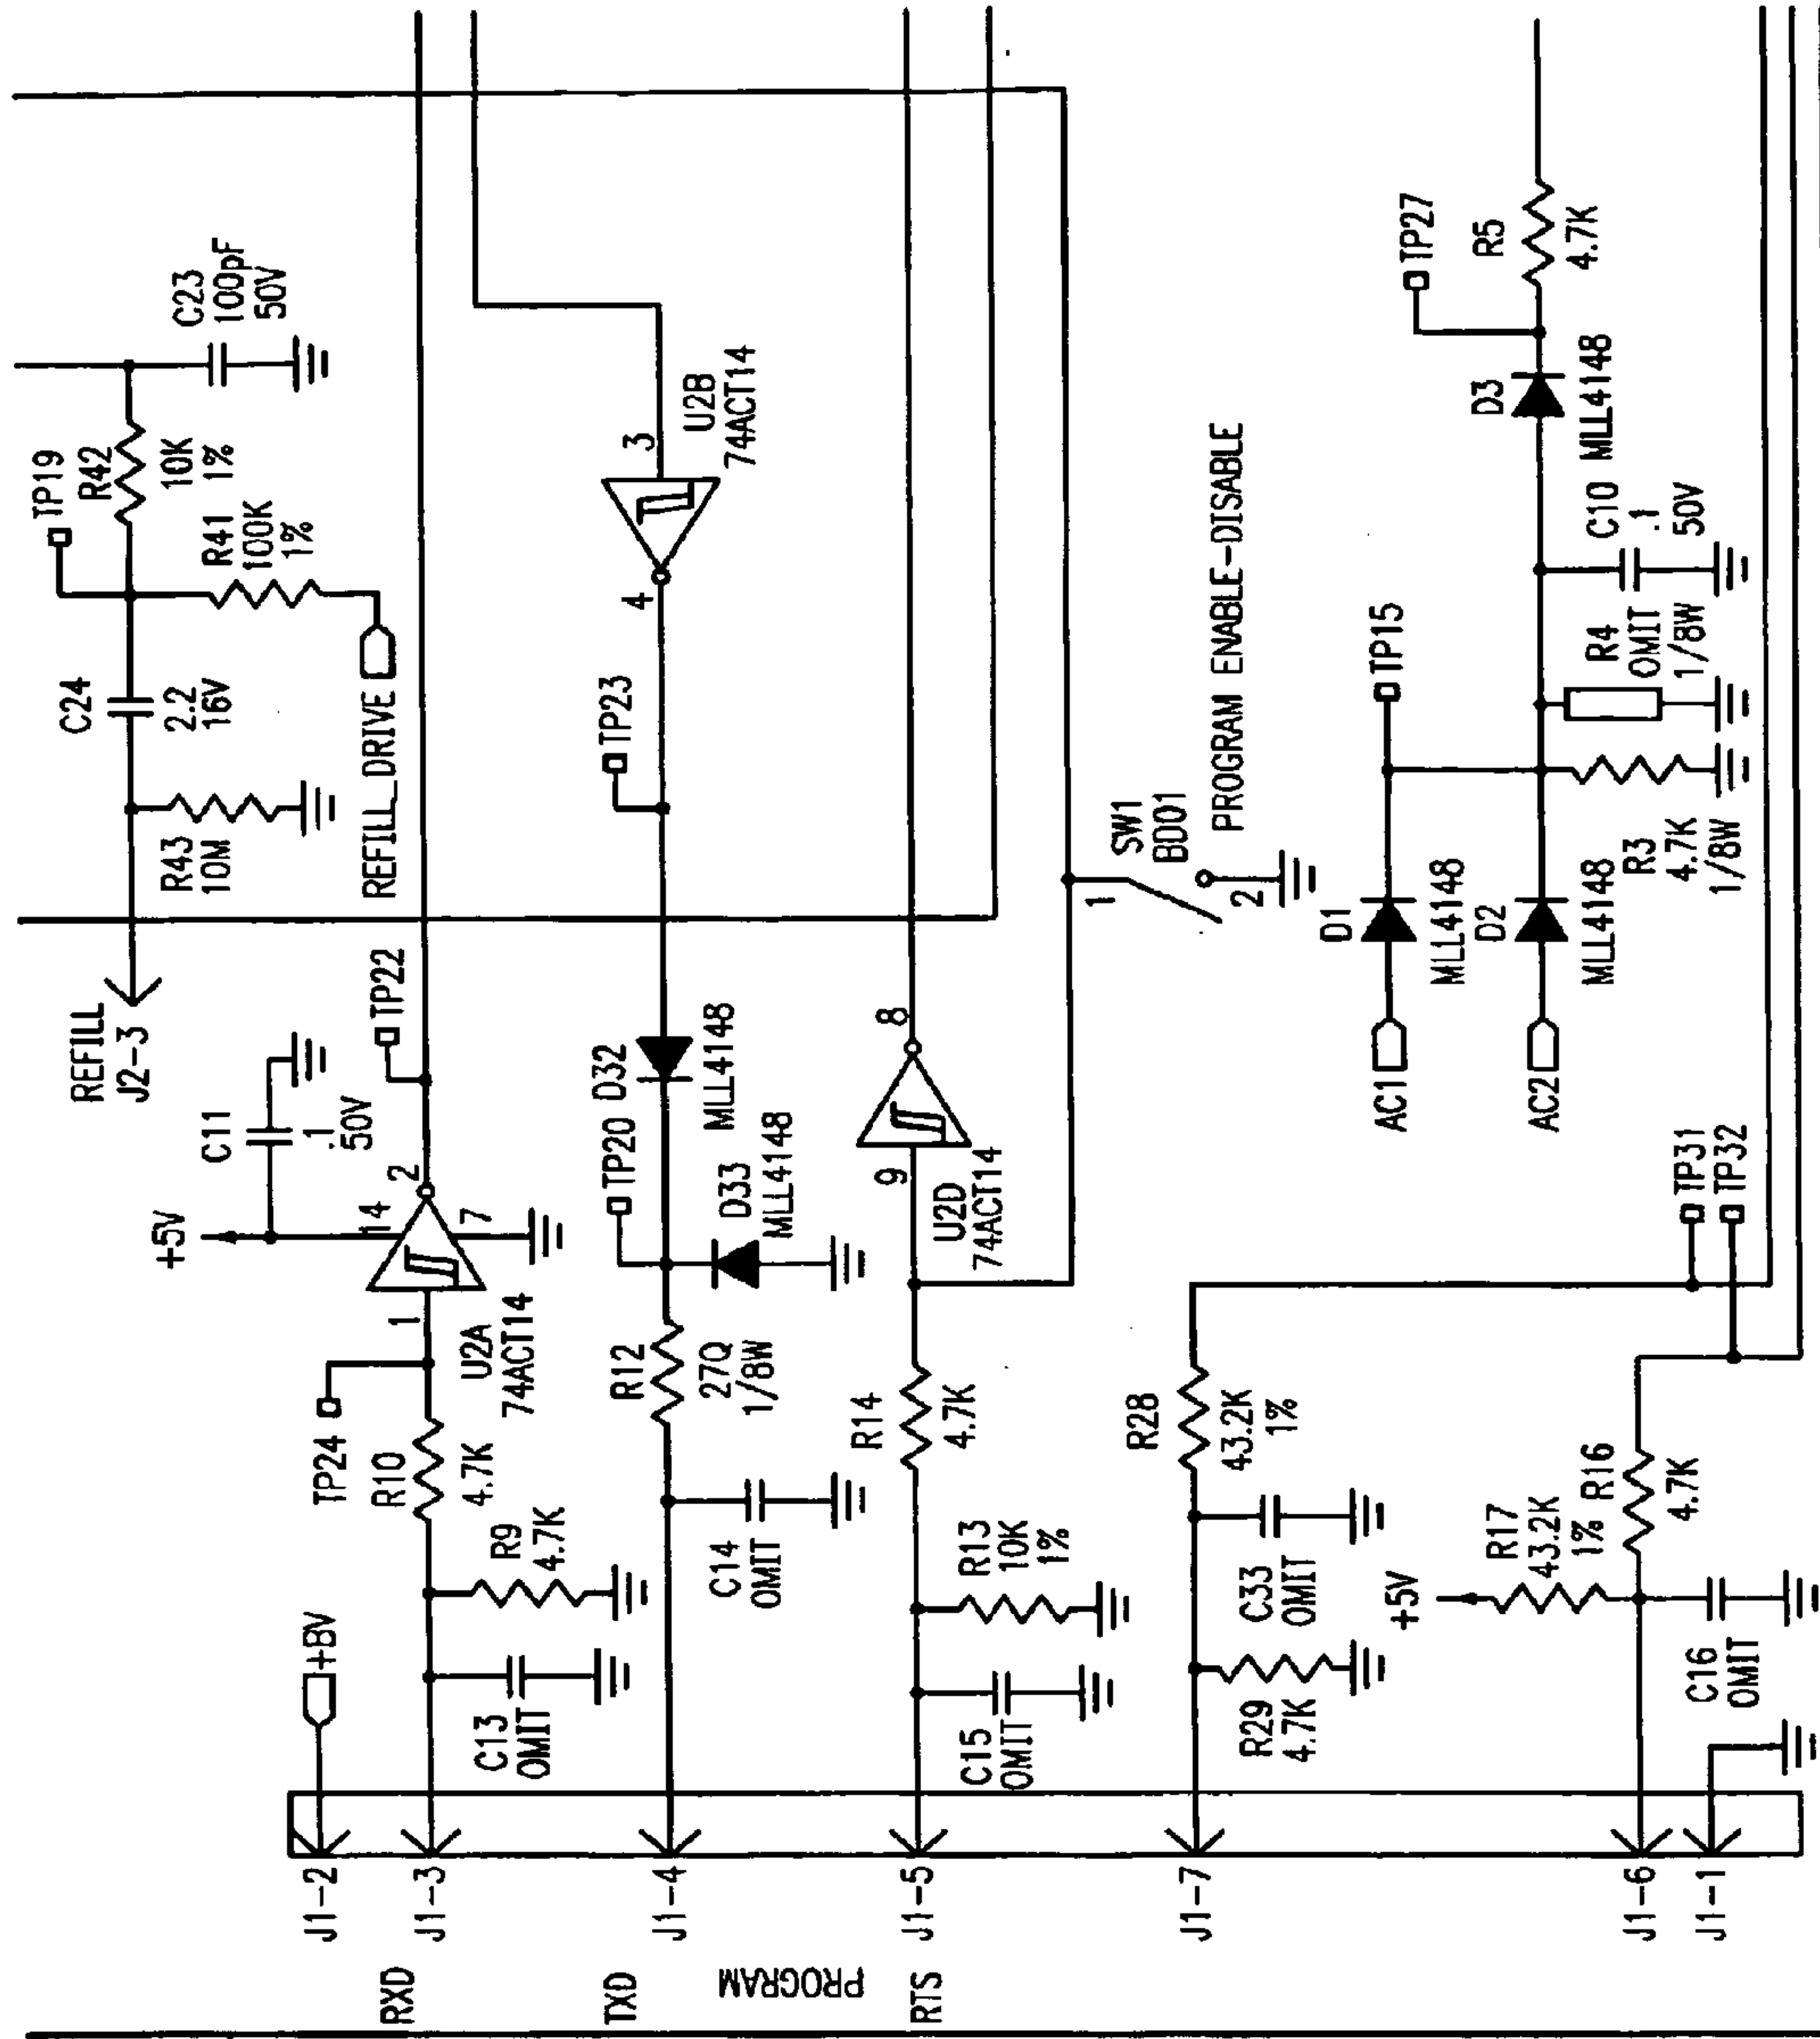 REFILL
J2-3
R43
10M
C24
2.2
16V
TP19
R42
10K
1%
R41
100K
1%
C23
100pF
50V
REFILL_DRIVE
+5V
C11
.1
50V
14
7
1
2
TP22
U2A
74ACT14
TP24
R10
4.7K
R9
4.7K
+BV
C13
OMIT
J1-2
RXD
J1-3
TXD
J1-4
PROGRAM
RTS
J1-5
J1-7
J1-6
J1-1
C14
OMIT
R12
27Ω
1/8W
TP20
D33
MLL4148
D32
MLL4148
TP23
4
3
U2B
74ACT14
C15
OMIT
R13
10K
1%
R14
4.7K
9
8
U2D
74ACT14
SW1
BD01
1
2
PROGRAM ENABLE-DISABLE
R29
4.7K
C33
OMIT
R28
43.2K
1%
+5V
R17
43.2K
1%
R16
4.7K
C16
OMIT
TP31
TP32
AC1
AC2
D1
MLL4148
D2
MLL4148
TP15
R3
4.7K
1/8W
R4
OMIT
1/8W
C10
.1
50V
D3
MLL4148
TP27
R5
4.7K